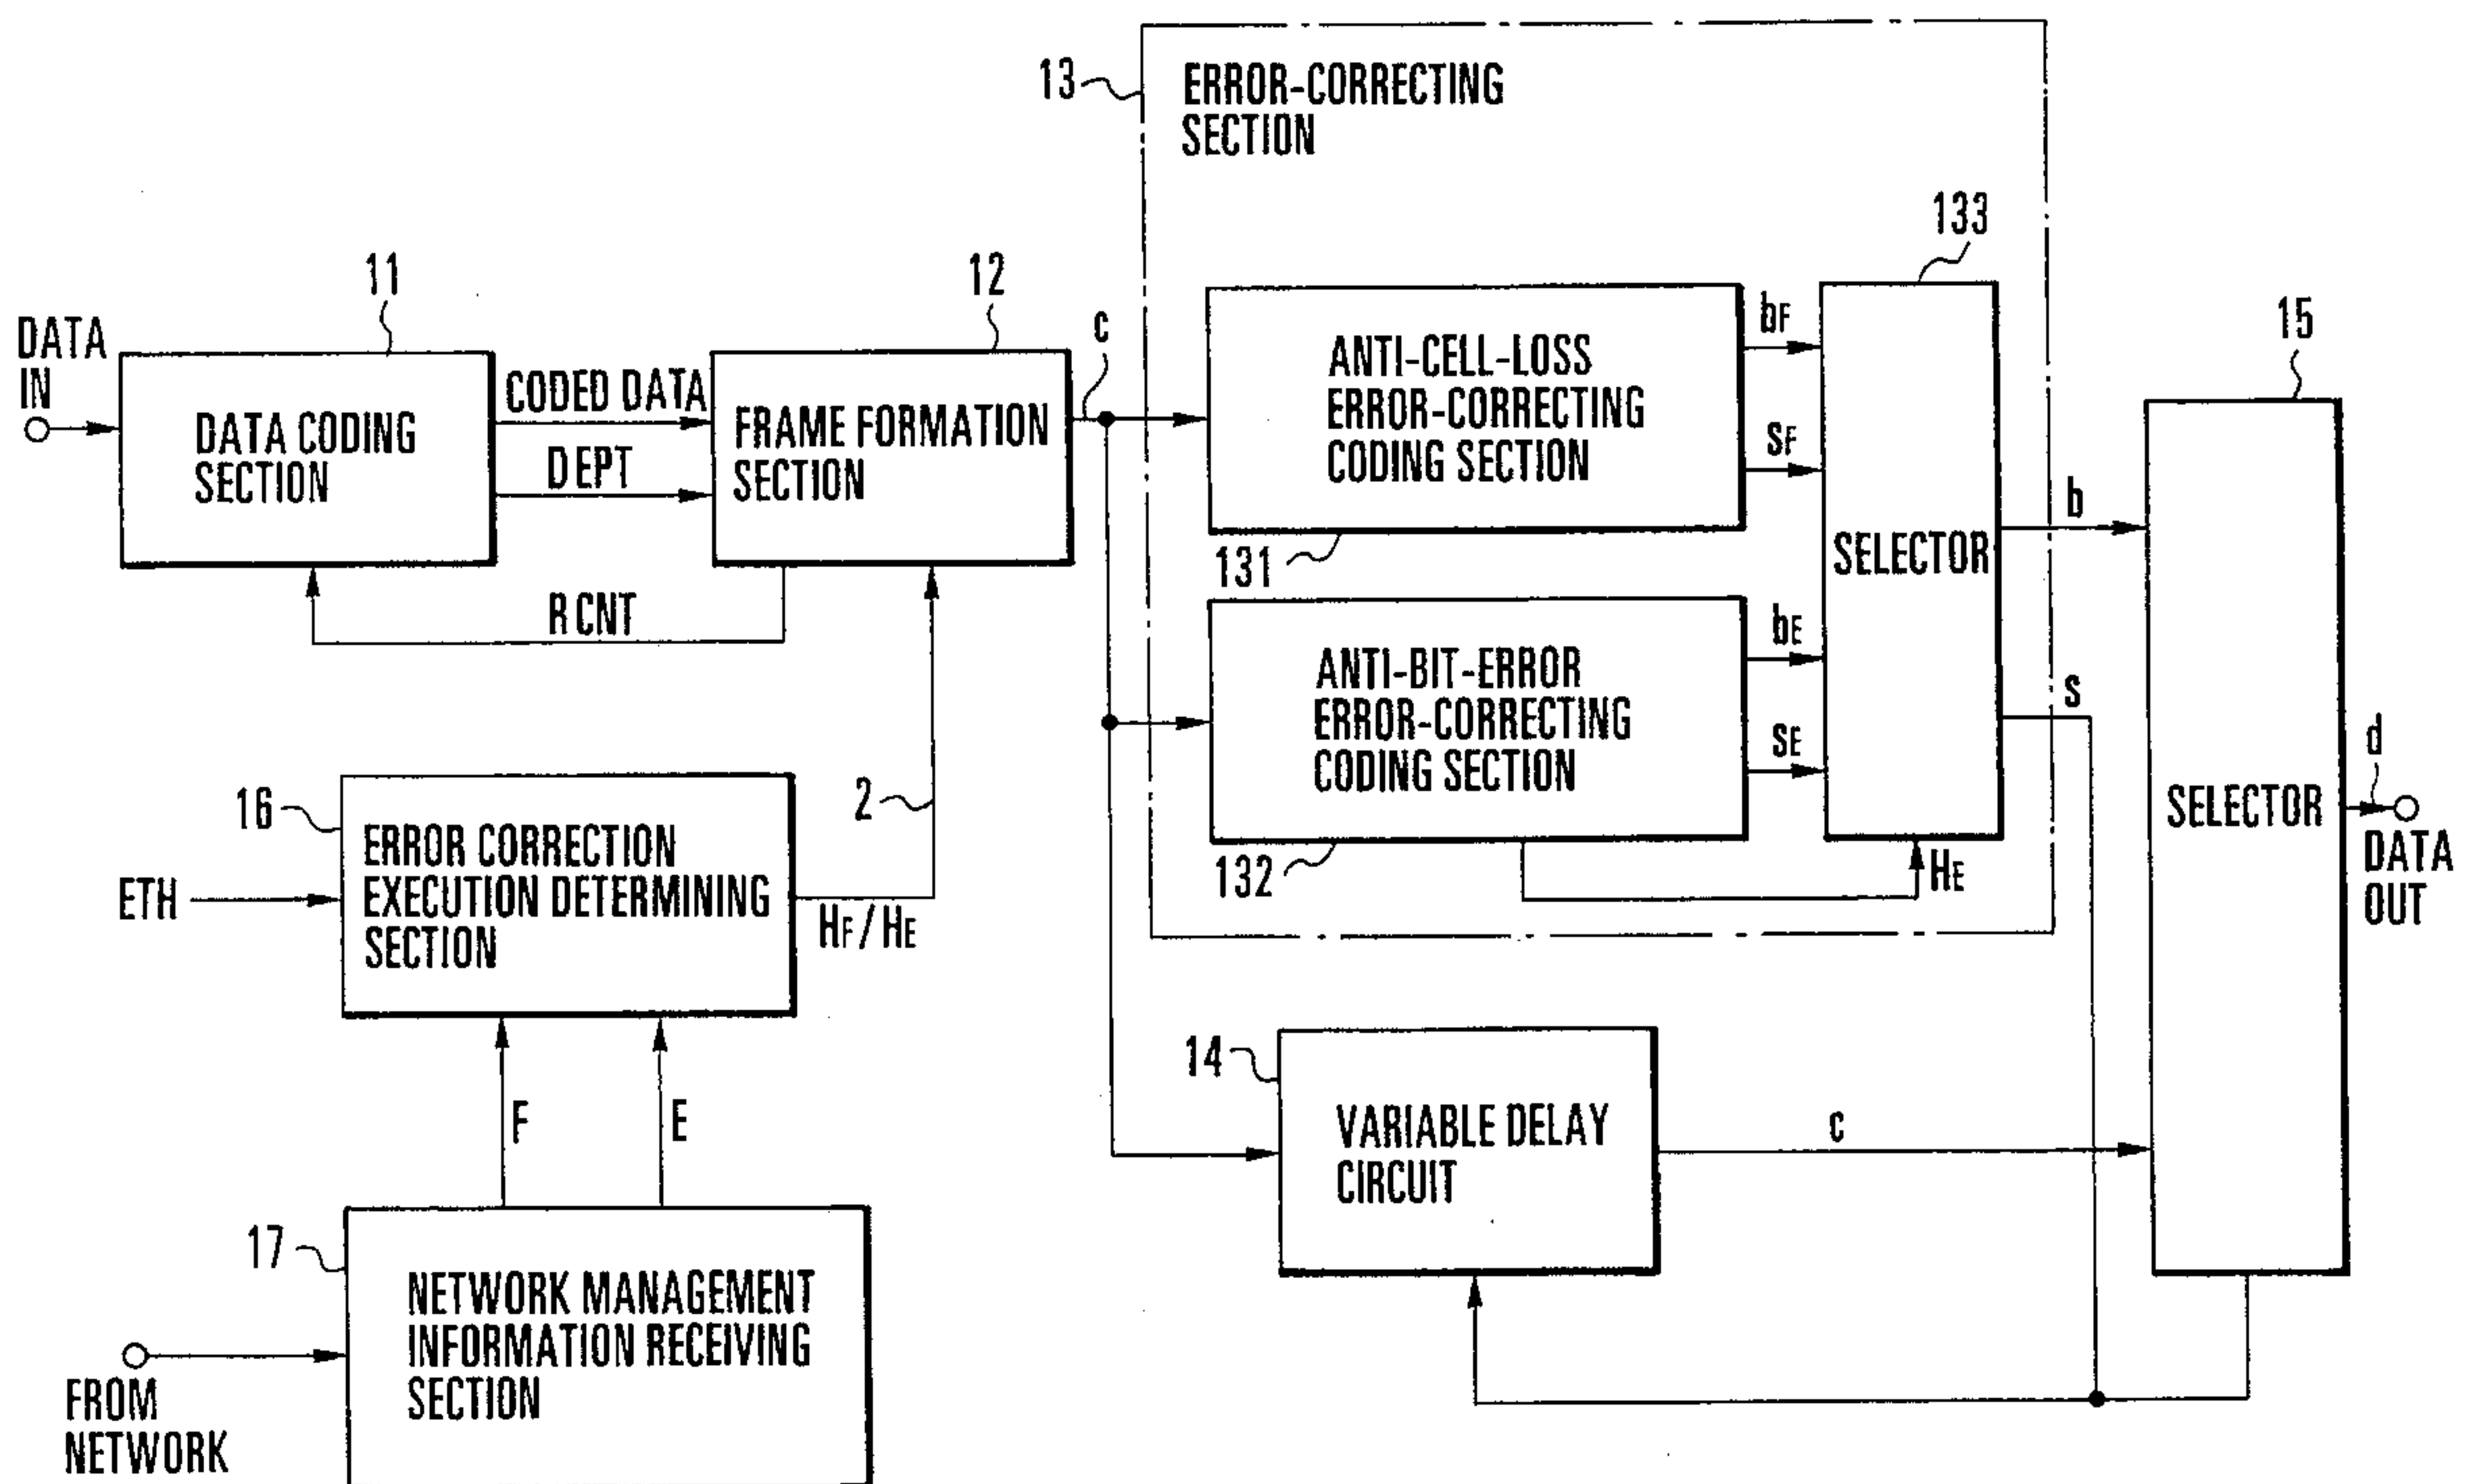 13
ERROR-CORRECTING
SECTION
133
11
12
15
DATA
IN
DATA CODING
SECTION
CODED DATA
DEPT
R CNT
FRAME FORMATION
SECTION
c
ANTI-CELL-LOSS
ERROR-CORRECTING
CODING SECTION
131
bF
SF
SELECTOR
b
ANTI-BIT-ERROR
ERROR-CORRECTING
CODING SECTION
132
bE
SE
HE
S
SELECTOR
d
DATA
OUT
16
ETH
ERROR CORRECTION
EXECUTION DETERMINING
SECTION
2
HF/HE
F
E
14
VARIABLE DELAY
CIRCUIT
c
17
NETWORK MANAGEMENT
INFORMATION RECEIVING
SECTION
FROM
NETWORK